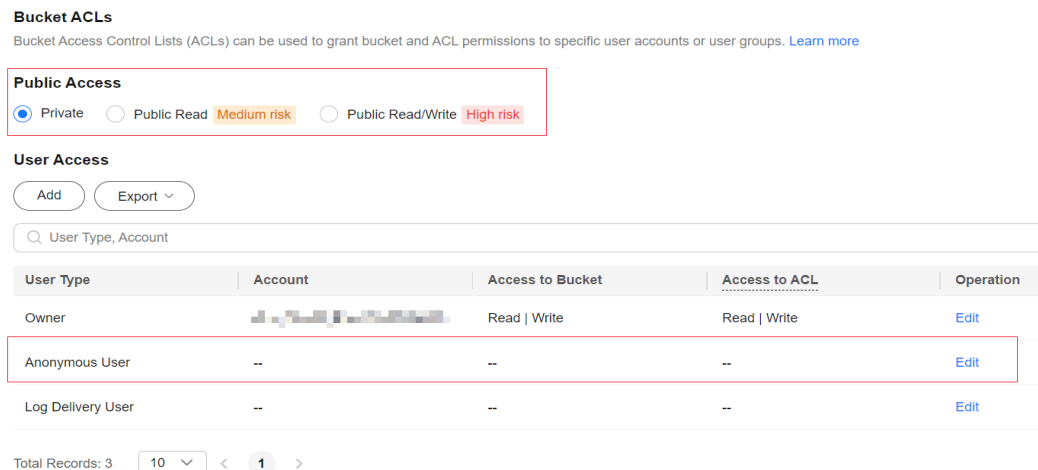 Bucket ACLs
Bucket Access Control Lists (ACLs) can be used to grant bucket and ACL permissions to specific user accounts or user groups. Learn more
Public Access
Private Public Read Medium risk Public Read/Write High risk
User Access
Add Export
User Type, Account
User Type Account Access to Bucket Access to ACL Operation
Owner Read | Write Read | Write Edit
Anonymous User -- -- -- Edit
Log Delivery User -- -- -- Edit
Total Records: 3 10 < 1 >